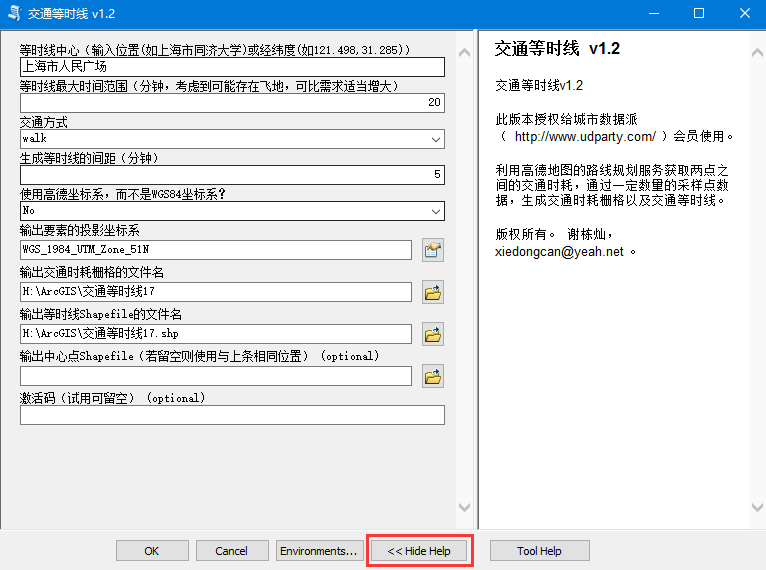 交通等时线 v1.2
等时线中心（输入位置(如上海市同济大学)或经纬度(如121.498,31.285)）
上海市人民广场
等时线最大时间范围（分钟，考虑到可能存在飞地，可比需求适当增大）
20
交通方式
walk
生成等时线的间距（分钟）
5
使用高德坐标系，而不是WGS84坐标系？
No
输出要素的投影坐标系
WGS_1984_UTM_Zone_51N
输出交通时耗栅格的文件名
H:\ArcGIS\交通等时线17
输出等时线Shapefile的文件名
H:\ArcGIS\交通等时线17.shp
输出中心点Shapefile（若留空则使用与上条相同位置） (optional)
激活码（试用可留空） (optional)
交通等时线 v1.2
交通等时线v1.2
此版本授权给城市数据派
（ http://www.udparty.com/ ）会员使用。
利用高德地图的路线规划服务获取两点之
间的交通时耗，通过一定数量的采样点数
据，生成交通时耗栅格以及交通等时线。
版权所有。 谢栋灿，
xiedongcan@yeah.net 。
OK
Cancel
Environments...
<< Hide Help
Tool Help